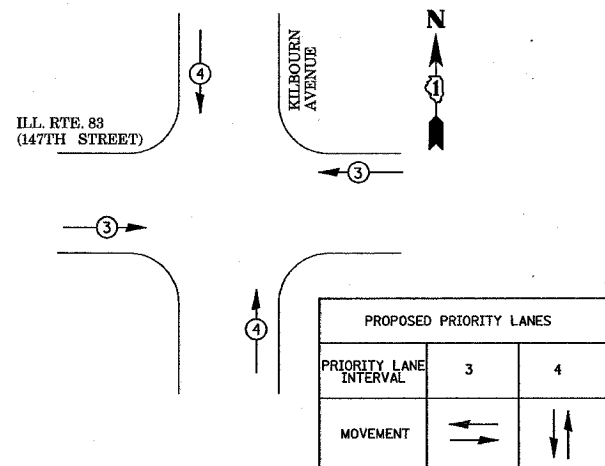 N
1
4
KILBOURN
AVENUE
ILL. RTE. 83
(147TH STREET)
3
3
4
PROPOSED PRIORITY LANES
PRIORITY LANE
INTERVAL
3
4
MOVEMENT